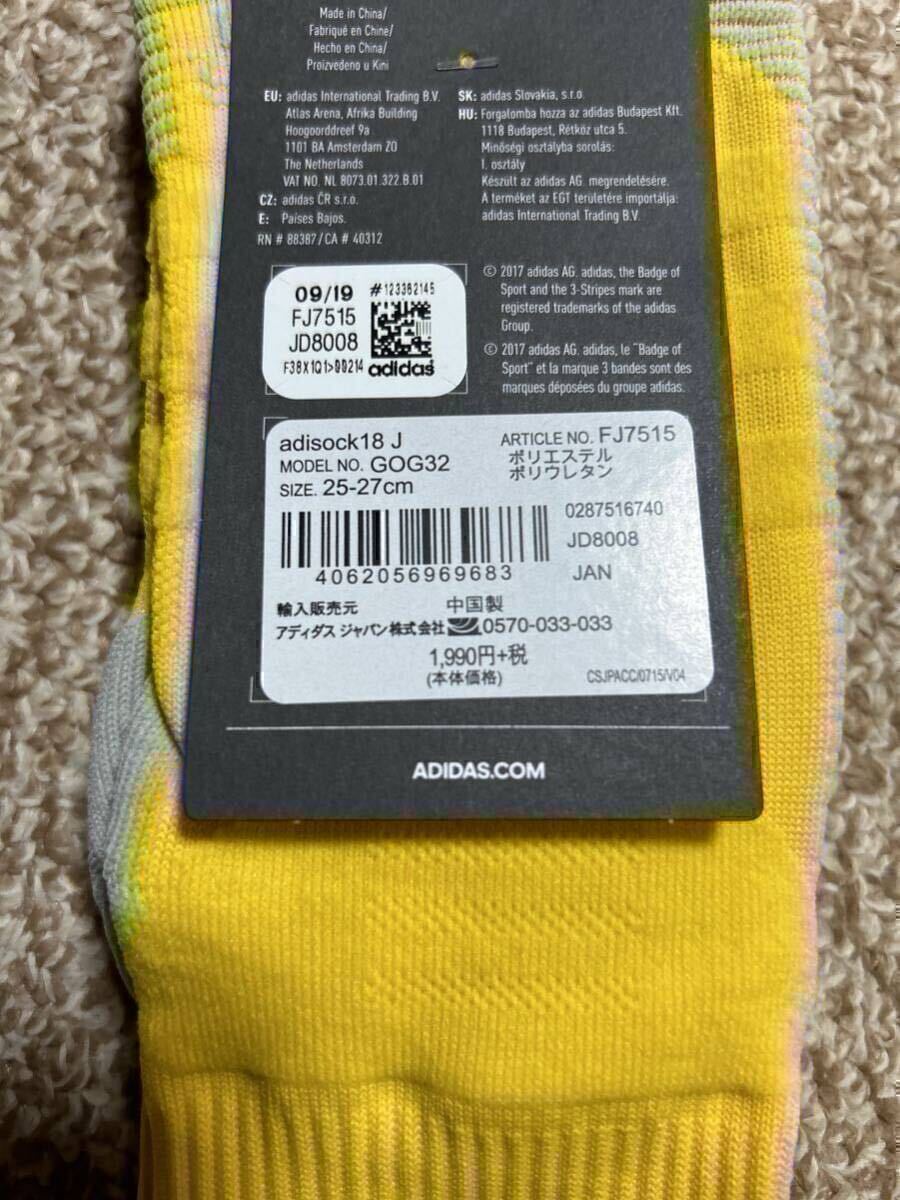 Made in China/
Fabriqué en Chine/
Hecho en China/
Proizvedeno u Kini
EU: adidas International Trading B.V.
Atlas Arena, Afrika Building
Hoogoorddreef 9a
1101 BA Amsterdam ZO
The Netherlands
VAT NO. NL 8073.01.322.B.01
CZ: adidas ČR s.r.o.
E: Países Bajos.
RN # 88387/CA # 40312
SK: adidas Slovakia, s.r.o.
HU: Forgalomba hozza az adidas Budapest Kft.
1118 Budapest, Rétköz utca 5.
Minőségi osztályba sorolás:
I. osztály
Készült az adidas AG. megrendelésére.
A terméket az EGT területére importálja:
adidas International Trading B.V.
© 2017 adidas AG. adidas, the Badge of
Sport and the 3-Stripes mark are
registered trademarks of the adidas
Group.
© 2017 adidas AG. adidas, le "Badge of
Sport" et la marque 3 bandes sont des
marques déposées du groupe adidas.
09/19 #123362145
FJ7515
JD8008
F38X1Q1>00214 adidas
adisock18 J
MODEL NO. GOG32
SIZE. 25-27cm
ARTICLE NO. FJ7515
ポリエステル
ポリウレタン
0287516740
JD8008
JAN
4062056969683
輸入販売元 中国製
アディダス ジャパン株式会社 0570-033-033
1,990円+税
(本体価格)
CSJPACC/0715/V04
ADIDAS.COM